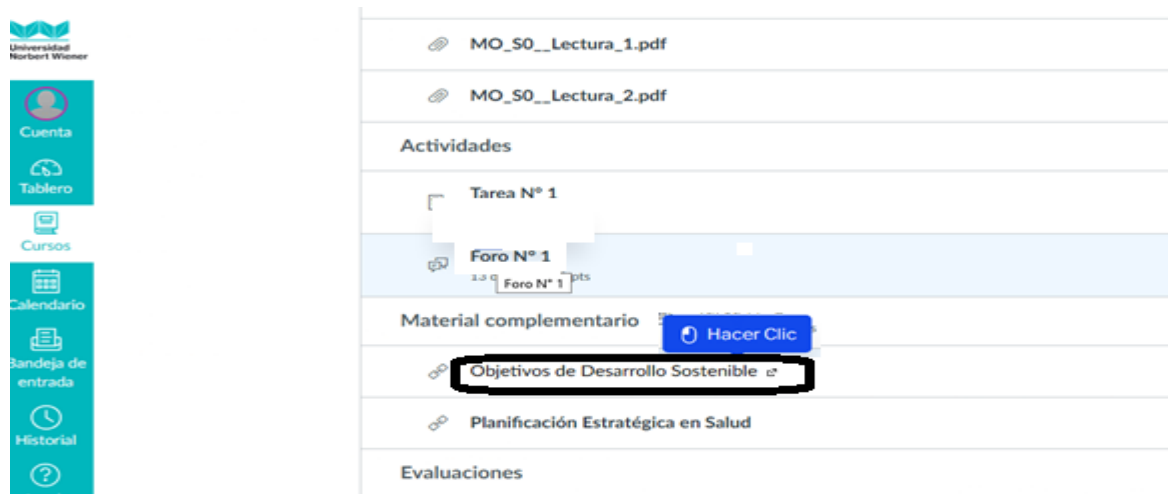 Universidad
Norbert Wiener
Cuenta
Tablero
Cursos
Calendario
Bandeja de
entrada
Historial
MO_S0__Lectura_1.pdf
MO_S0__Lectura_2.pdf
Actividades
Tarea N° 1
Foro N° 1
pts
Foro N° 1
Material complementario
Hacer Clic
Objetivos de Desarrollo Sostenible
Planificación Estratégica en Salud
Evaluaciones